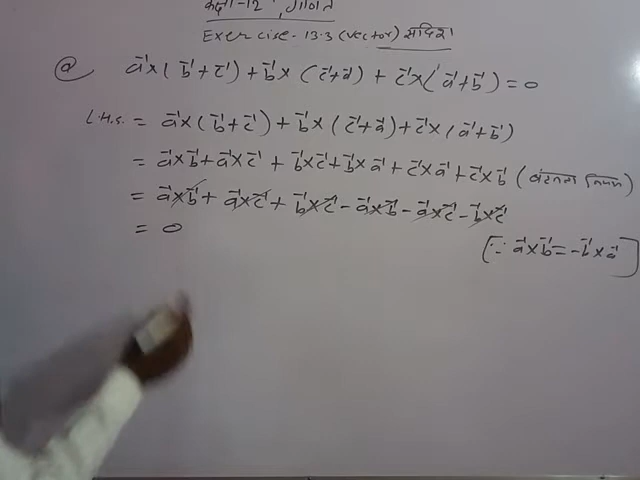 कक्षा-12, गणित
Exercise-13.3 (vector) सदिश
@ a⃗×(b⃗+c⃗)+b⃗×(c⃗+a⃗)+c⃗×(a⃗+b⃗)=0
L.H.S. = a⃗×(b⃗+c⃗)+b⃗×(c⃗+a⃗)+c⃗×(a⃗+b⃗)
= a⃗×b⃗+a⃗×c⃗+b⃗×c⃗+b⃗×a⃗+c⃗×a⃗+c⃗×b⃗ (बंटनता नियम)
= a⃗×b⃗+a⃗×c⃗+b⃗×c⃗-a⃗×b⃗-a⃗×c⃗-b⃗×c⃗
= 0
[∵ a⃗×b⃗=-b⃗×a⃗]